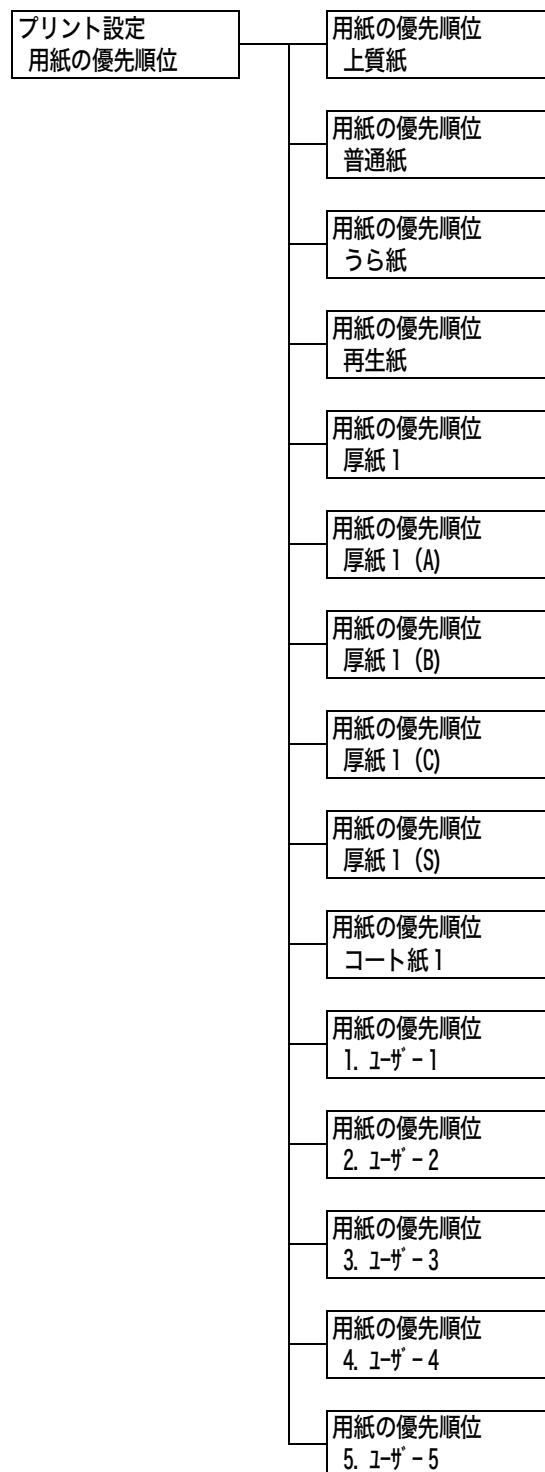 プリント設定
用紙の優先順位
用紙の優先順位
上質紙
用紙の優先順位
普通紙
用紙の優先順位
うら紙
用紙の優先順位
再生紙
用紙の優先順位
厚紙1
用紙の優先順位
厚紙1 (A)
用紙の優先順位
厚紙1 (B)
用紙の優先順位
厚紙1 (C)
用紙の優先順位
厚紙1 (S)
用紙の優先順位
コート紙1
用紙の優先順位
1. ﾕｰｻﾞｰ1
用紙の優先順位
2. ﾕｰｻﾞｰ2
用紙の優先順位
3. ﾕｰｻﾞｰ3
用紙の優先順位
4. ﾕｰｻﾞｰ4
用紙の優先順位
5. ﾕｰｻﾞｰ5